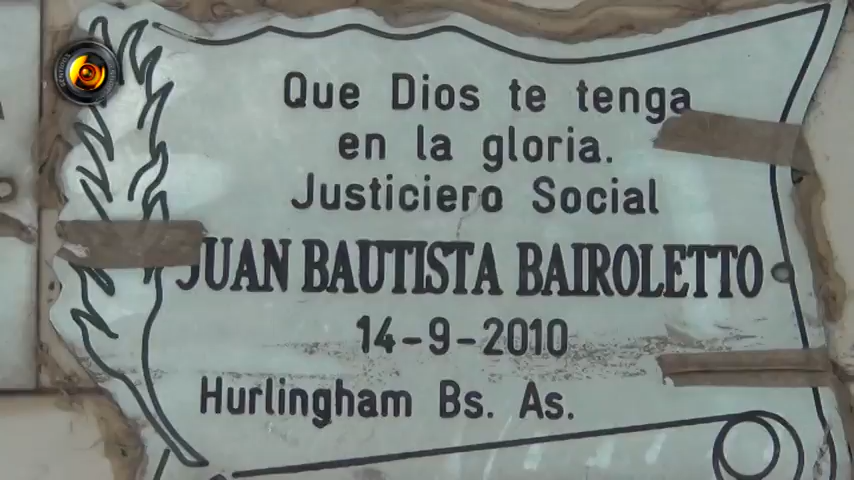 Que Dios te tenga
en la gloria.
Justiciero Social
JUAN BAUTISTA BAIROLETTO
14-9-2010
Hurlingham Bs. As.